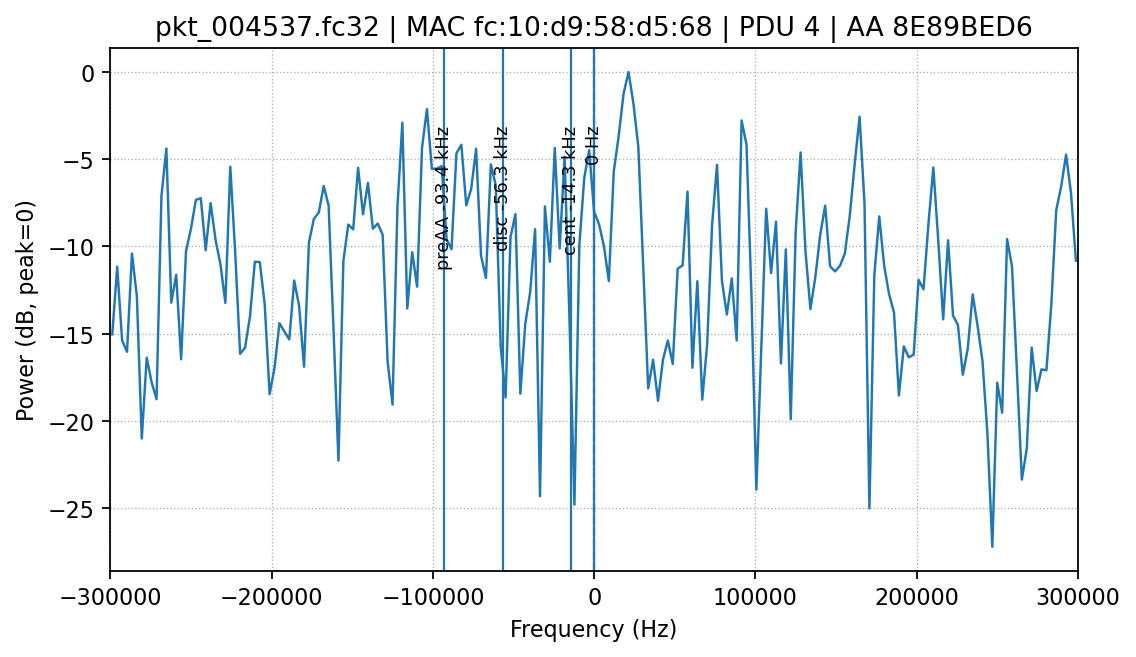 pkt_004537.fc32 | MAC fc:10:d9:58:d5:68 | PDU 4 | AA 8E89BED6
Power (dB, peak=0)
0
−5
−10
−15
−20
−25
preAA -93.4 kHz
disc -56.3 kHz
cent -14.3 kHz
0 Hz
−300000
−200000
−100000
0
100000
200000
300000
Frequency (Hz)